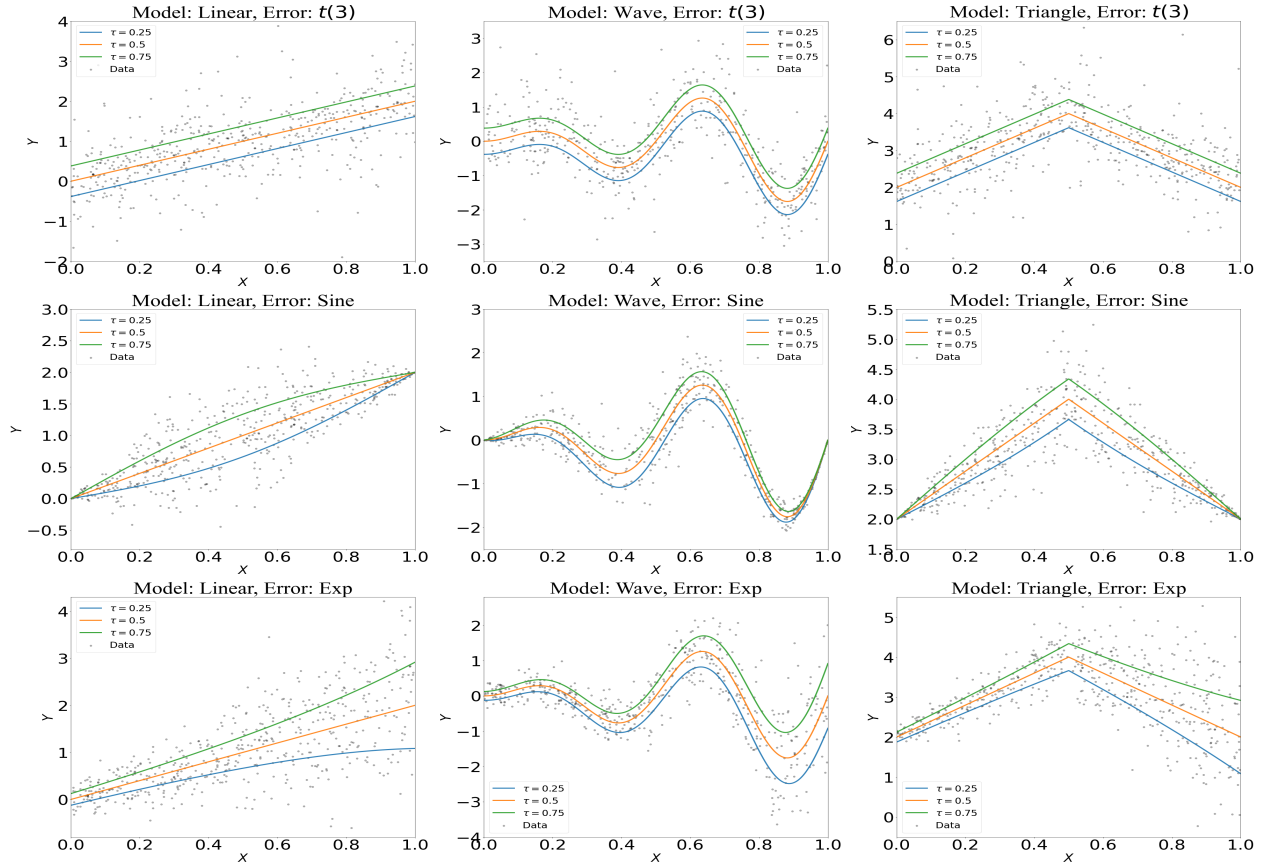 Model: Linear, Error: t(3)
4
3
2
1
0
−1
−2
Y
τ = 0.25
τ = 0.5
τ = 0.75
Data
0.0 0.2 0.4 0.6 0.8 1.0
X
Model: Wave, Error: t(3)
3
2
1
0
−1
−2
−3
Y
τ = 0.25
τ = 0.5
τ = 0.75
Data
0.0 0.2 0.4 0.6 0.8 1.0
X
Model: Triangle, Error: t(3)
6
5
4
3
2
1
0
Y
τ = 0.25
τ = 0.5
τ = 0.75
Data
0.0 0.2 0.4 0.6 0.8 1.0
X
Model: Linear, Error: Sine
3.0
2.5
2.0
1.5
1.0
0.5
0.0
−0.5
Y
τ = 0.25
τ = 0.5
τ = 0.75
Data
0.0 0.2 0.4 0.6 0.8 1.0
X
Model: Wave, Error: Sine
3
2
1
0
−1
−2
Y
τ = 0.25
τ = 0.5
τ = 0.75
Data
0.0 0.2 0.4 0.6 0.8 1.0
X
Model: Triangle, Error: Sine
5.5
5.0
4.5
4.0
3.5
3.0
2.5
2.0
1.5
Y
τ = 0.25
τ = 0.5
τ = 0.75
Data
0.0 0.2 0.4 0.6 0.8 1.0
X
Model: Linear, Error: Exp
4
3
2
1
0
Y
τ = 0.25
τ = 0.5
τ = 0.75
Data
0.0 0.2 0.4 0.6 0.8 1.0
X
Model: Wave, Error: Exp
2
1
0
−1
−2
−3
−4
Y
τ = 0.25
τ = 0.5
τ = 0.75
Data
0.0 0.2 0.4 0.6 0.8 1.0
X
Model: Triangle, Error: Exp
5
4
3
2
1
0
Y
τ = 0.25
τ = 0.5
τ = 0.75
Data
0.0 0.2 0.4 0.6 0.8 1.0
X